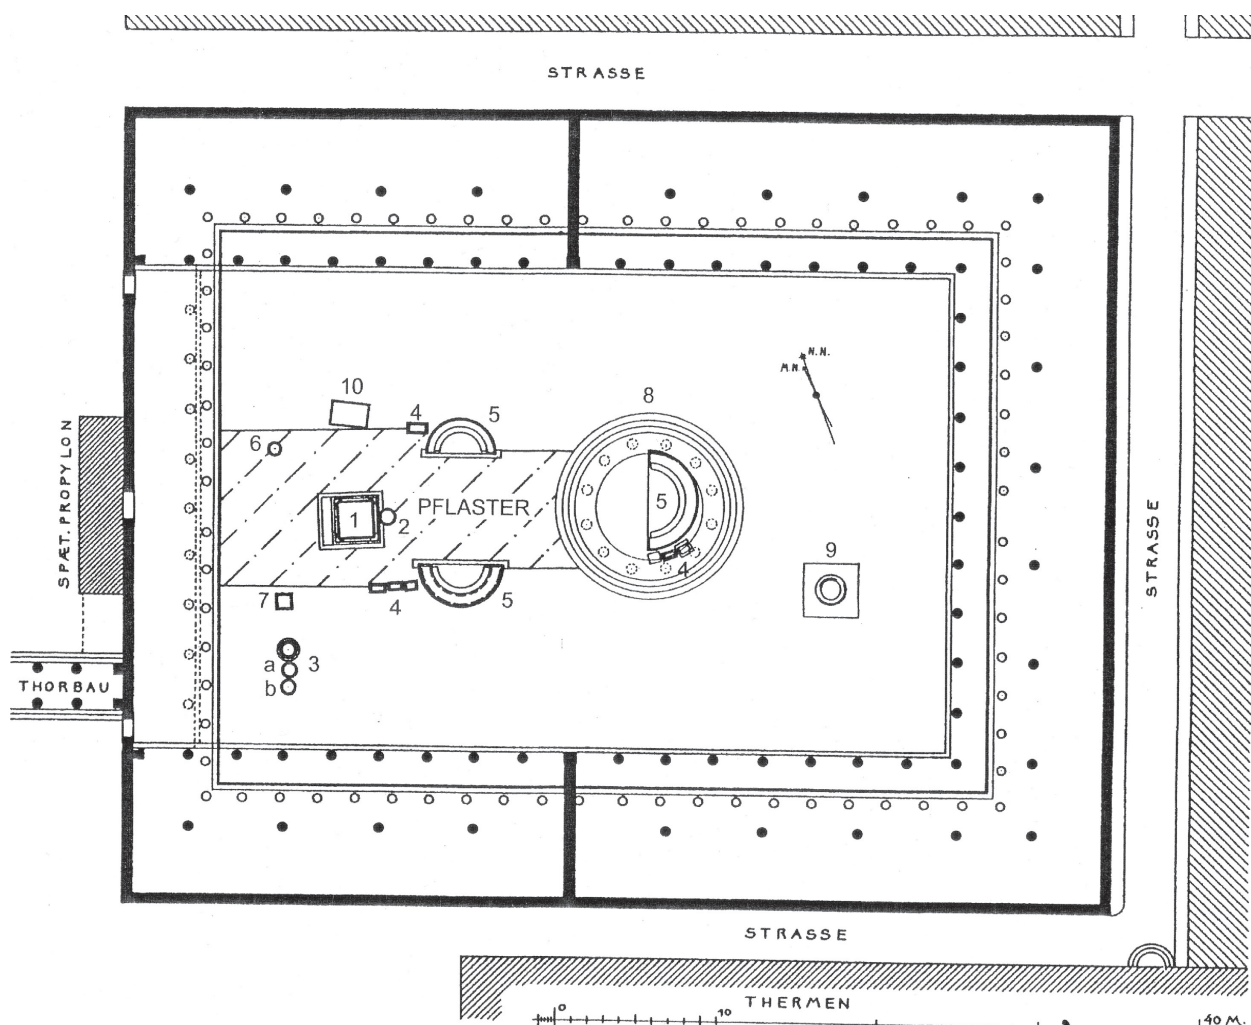 STRASSE
N.N.
M.N.
10
4
5
8
6
SPÆT. PROPYLON
1
2
PFLASTER
5
STRASSE
9
4
7
4
5
a
3
b
THORBAU
STRASSE
THERMEN
0
10
40 M.